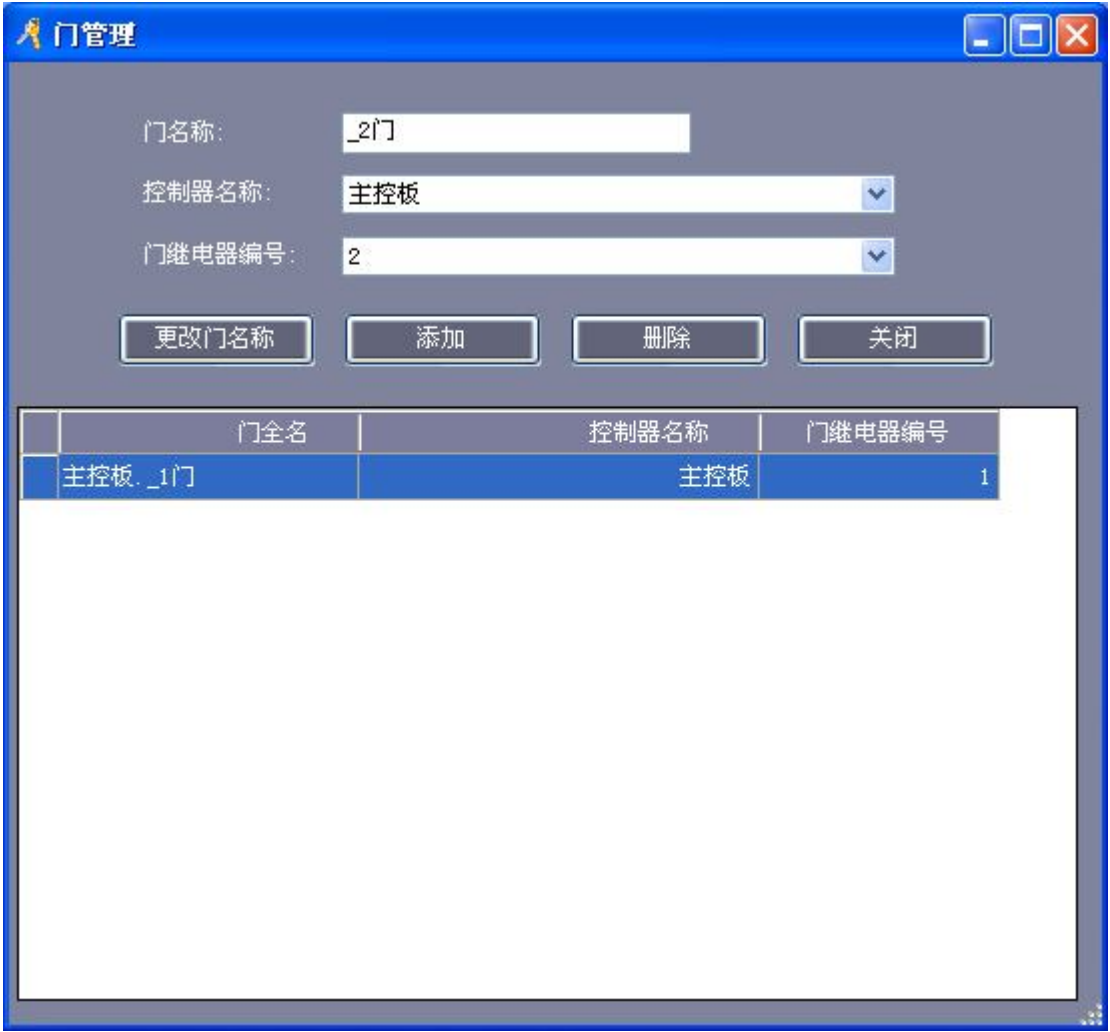 门管理
门名称: _2门
控制器名称: 主控板
门继电器编号: 2
更改门名称 添加 删除 关闭
门全名 控制器名称 门继电器编号
主控板._1门 主控板 1